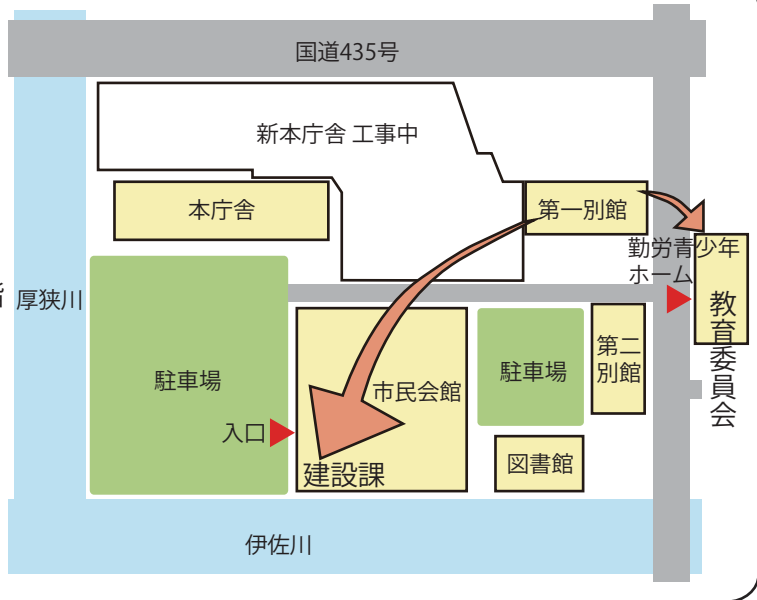 国道435号
新本庁舎 工事中
本庁舎
第一別館
勤労青少年
ホーム
教育委員会
厚狭川
駐車場
市民会館
駐車場
第二
別館
入口
建設課
図書館
伊佐川